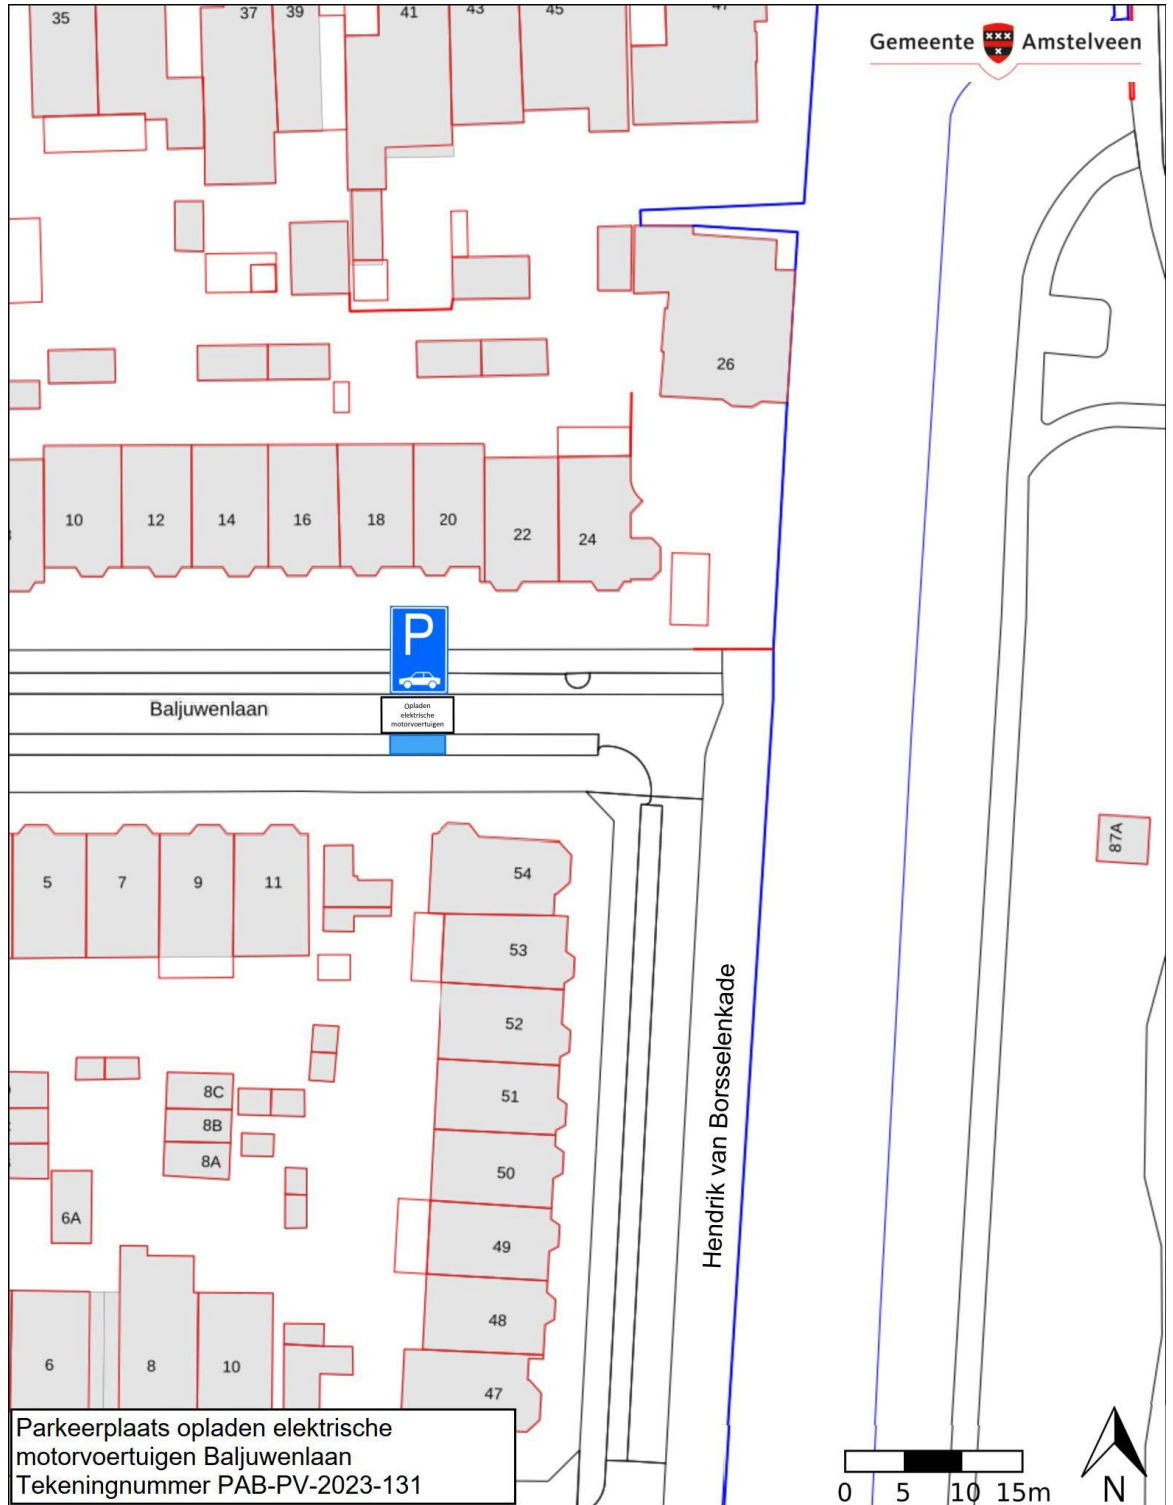 35
37
39
41
43
45
47
Gemeente Amstelveen
26
10
12
14
16
18
20
22
24
P
Baljuwenlaan
Opladen
elektrische
motorvoertuigen
5
7
9
11
54
53
52
51
50
49
48
47
87A
Hendrik van Borsselenkade
8C
8B
8A
6A
6
8
10
Parkeerplaats opladen elektrische
motorvoertuigen Baljuwenlaan
Tekeningnummer PAB-PV-2023-131
0 5 10 15m
N